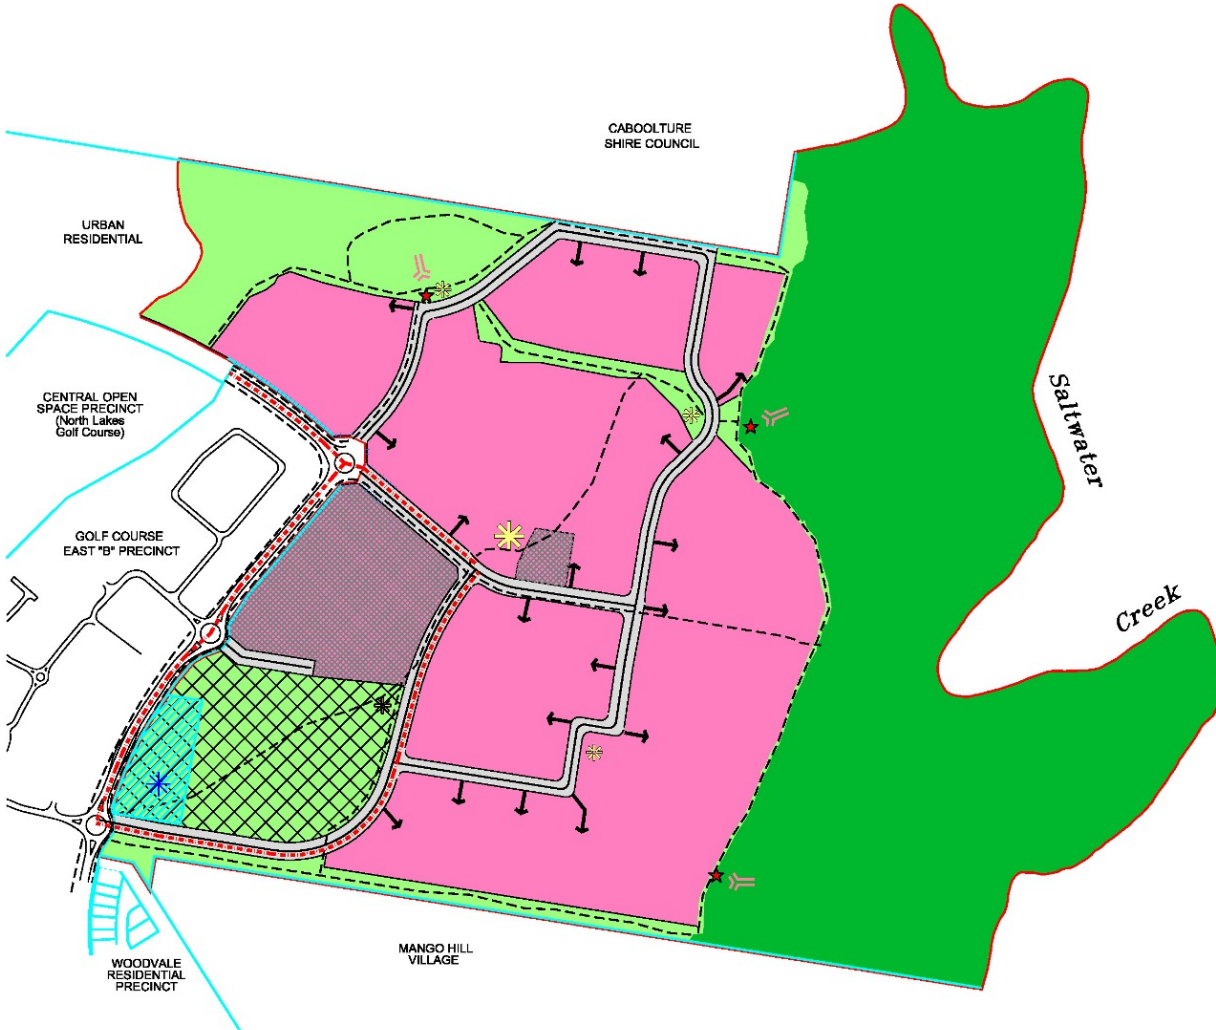 CABOOLTURE
SHIRE COUNCIL
URBAN
RESIDENTIAL
CENTRAL OPEN
SPACE PRECINCT
(North Lakes
Golf Course)
Saltwater
GOLF COURSE
EAST "B" PRECINCT
Creek
MANGO HILL
VILLAGE
WOODVALE
RESIDENTIAL
PRECINCT